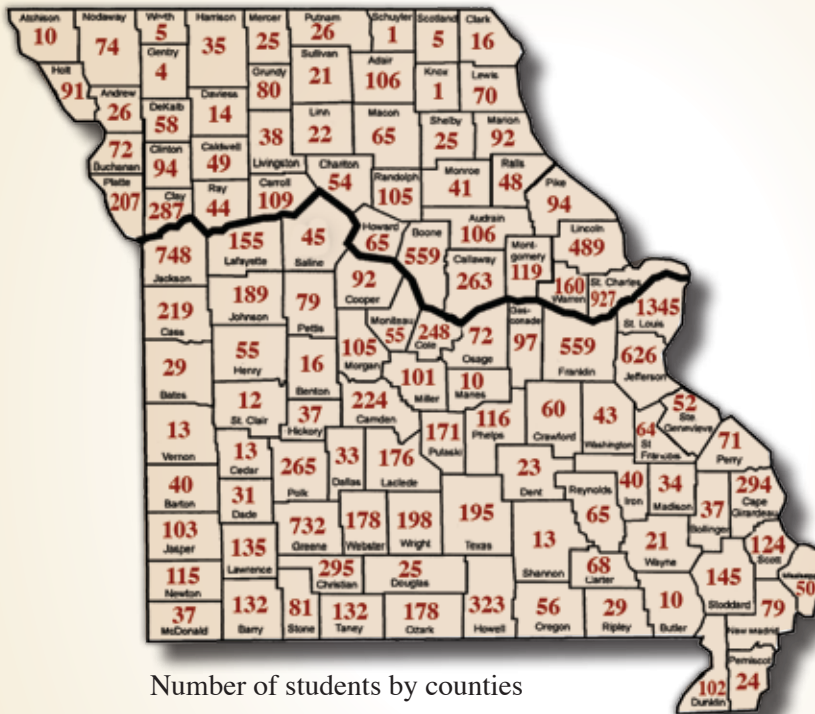 Atchison
10
Nodaway
74
Worth
5
Harrison
35
Mercer
25
Putnam
26
Schuyler
1
Scotland
5
Clark
16
Gentry
4
Sullivan
21
Adair
106
Knox
1
Lewis
70
Holt
91
Andrew
26
DeKalb
58
Daviess
14
Grundy
80
Linn
22
Macon
65
Shelby
25
Marion
92
72
Buchanan
Clinton
94
Caldwell
49
38
Livingston
Chariton
54
Randolph
105
Monroe
41
Ralls
48
Pike
94
Platte
207
Clay
287
Ray
44
Carroll
109
Howard
65
Boone
559
Audrain
106
Callaway
263
Mont-
gomery
119
Lincoln
489
160
Warren
St. Charles
927
1345
St. Louis
748
Jackson
155
Lafayette
45
Saline
92
Cooper
219
Cass
189
Johnson
79
Pettis
Moniteau
55
248
Cole
72
Osage
Gas-
conade
97
559
Franklin
626
Jefferson
29
Bates
55
Henry
16
Benton
105
Morgan
101
Miller
10
Maries
12
St. Clair
37
Hickory
224
Camden
171
Pulaski
116
Phelps
60
Crawford
43
Washington
64
St
Francois
52
Ste.
Genevieve
71
Perry
13
Vernon
13
Cedar
265
Polk
33
Dallas
176
Laclede
23
Dent
Reynolds
65
40
Iron
34
Madison
37
Bollinger
294
Cape
Girardeau
40
Barton
31
Dade
103
Jasper
135
Lawrence
732
Greene
178
Webster
198
Wright
195
Texas
13
Shannon
68
Carter
21
Wayne
145
Stoddard
124
Scott
50
115
Newton
295
Christian
25
Douglas
37
McDonald
132
Barry
81
Stone
132
Taney
178
Ozark
323
Howell
56
Oregon
29
Ripley
10
Butler
79
New Madrid
Pemiscot
24
102
Dunklin
Number of students by counties